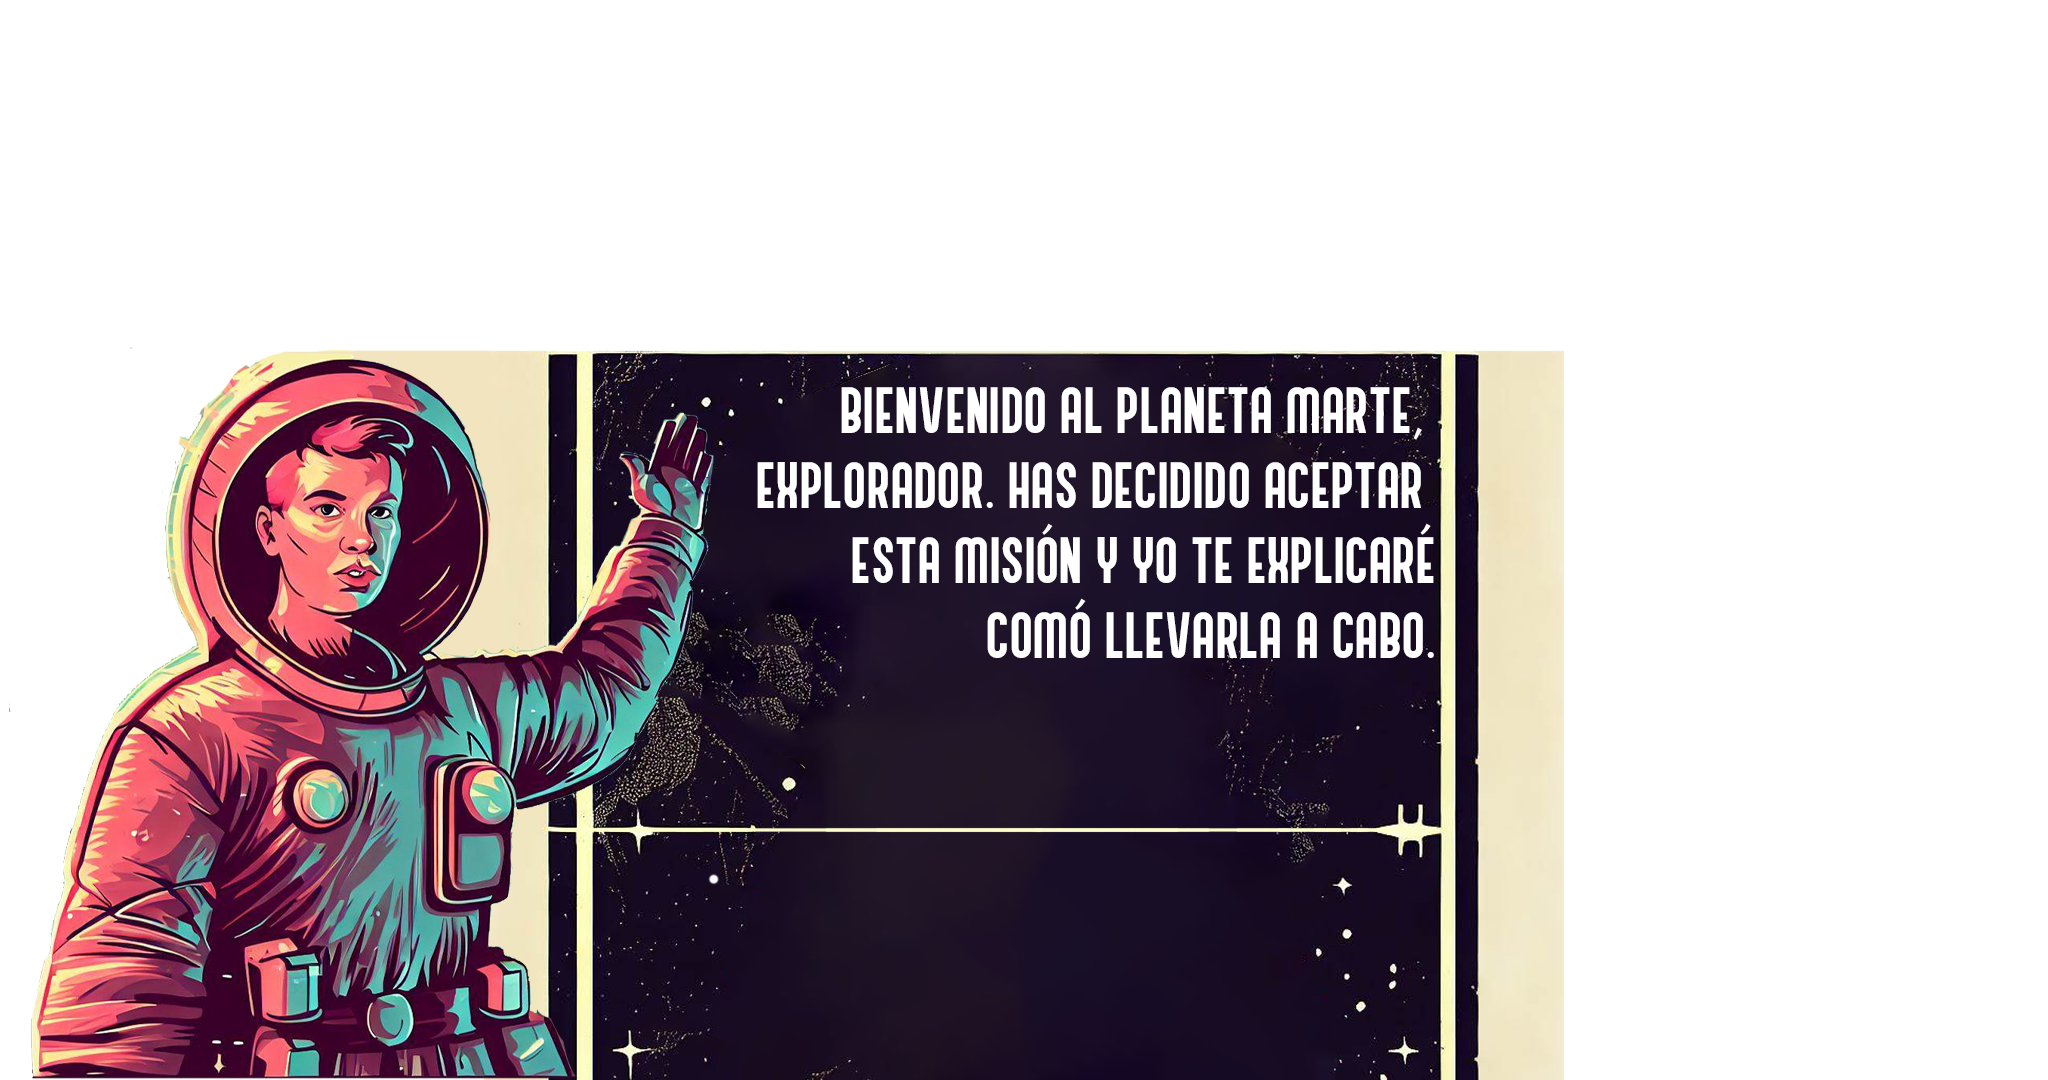 BIENVENIDO AL PLANETA MARTE,
EXPLORADOR. HAS DECIDIDO ACEPTAR
ESTA MISIÓN Y YO TE EXPLICARÉ
COMÓ LLEVARLA A CABO.